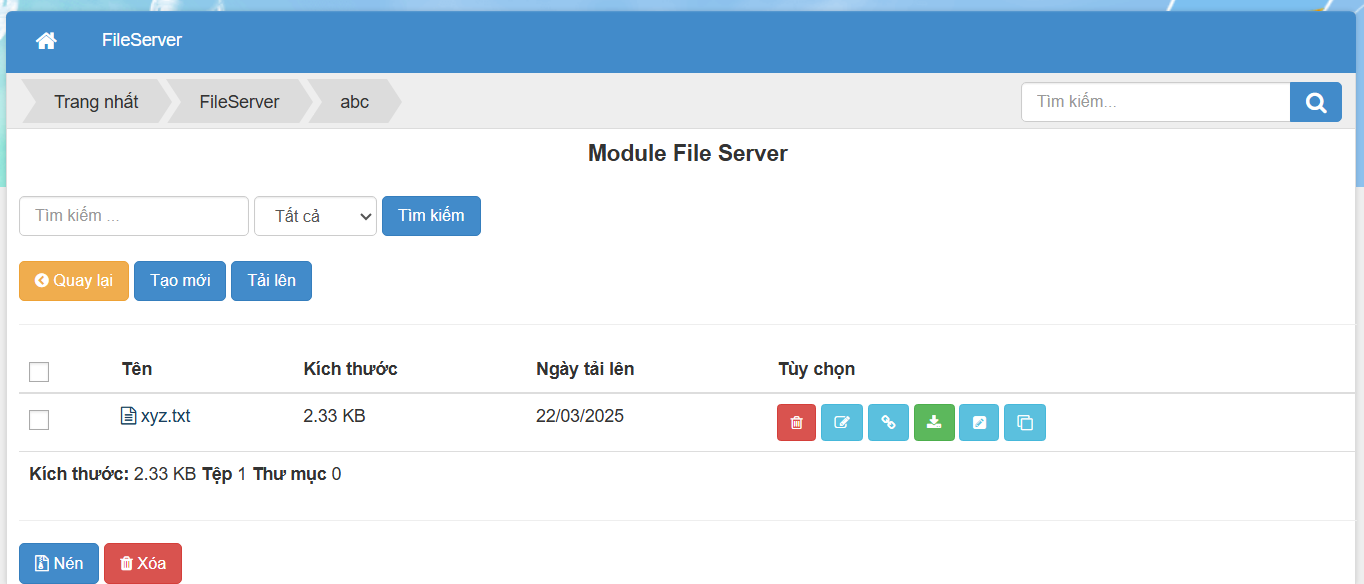 FileServer
Trang nhất FileServer abc Tìm kiếm...
Module File Server
Tìm kiếm ... Tất cả Tìm kiếm
Quay lại Tạo mới Tải lên
Tên Kích thước Ngày tải lên Tùy chọn
xyz.txt 2.33 KB 22/03/2025
Kích thước: 2.33 KB Tệp 1 Thư mục 0
Nén Xóa